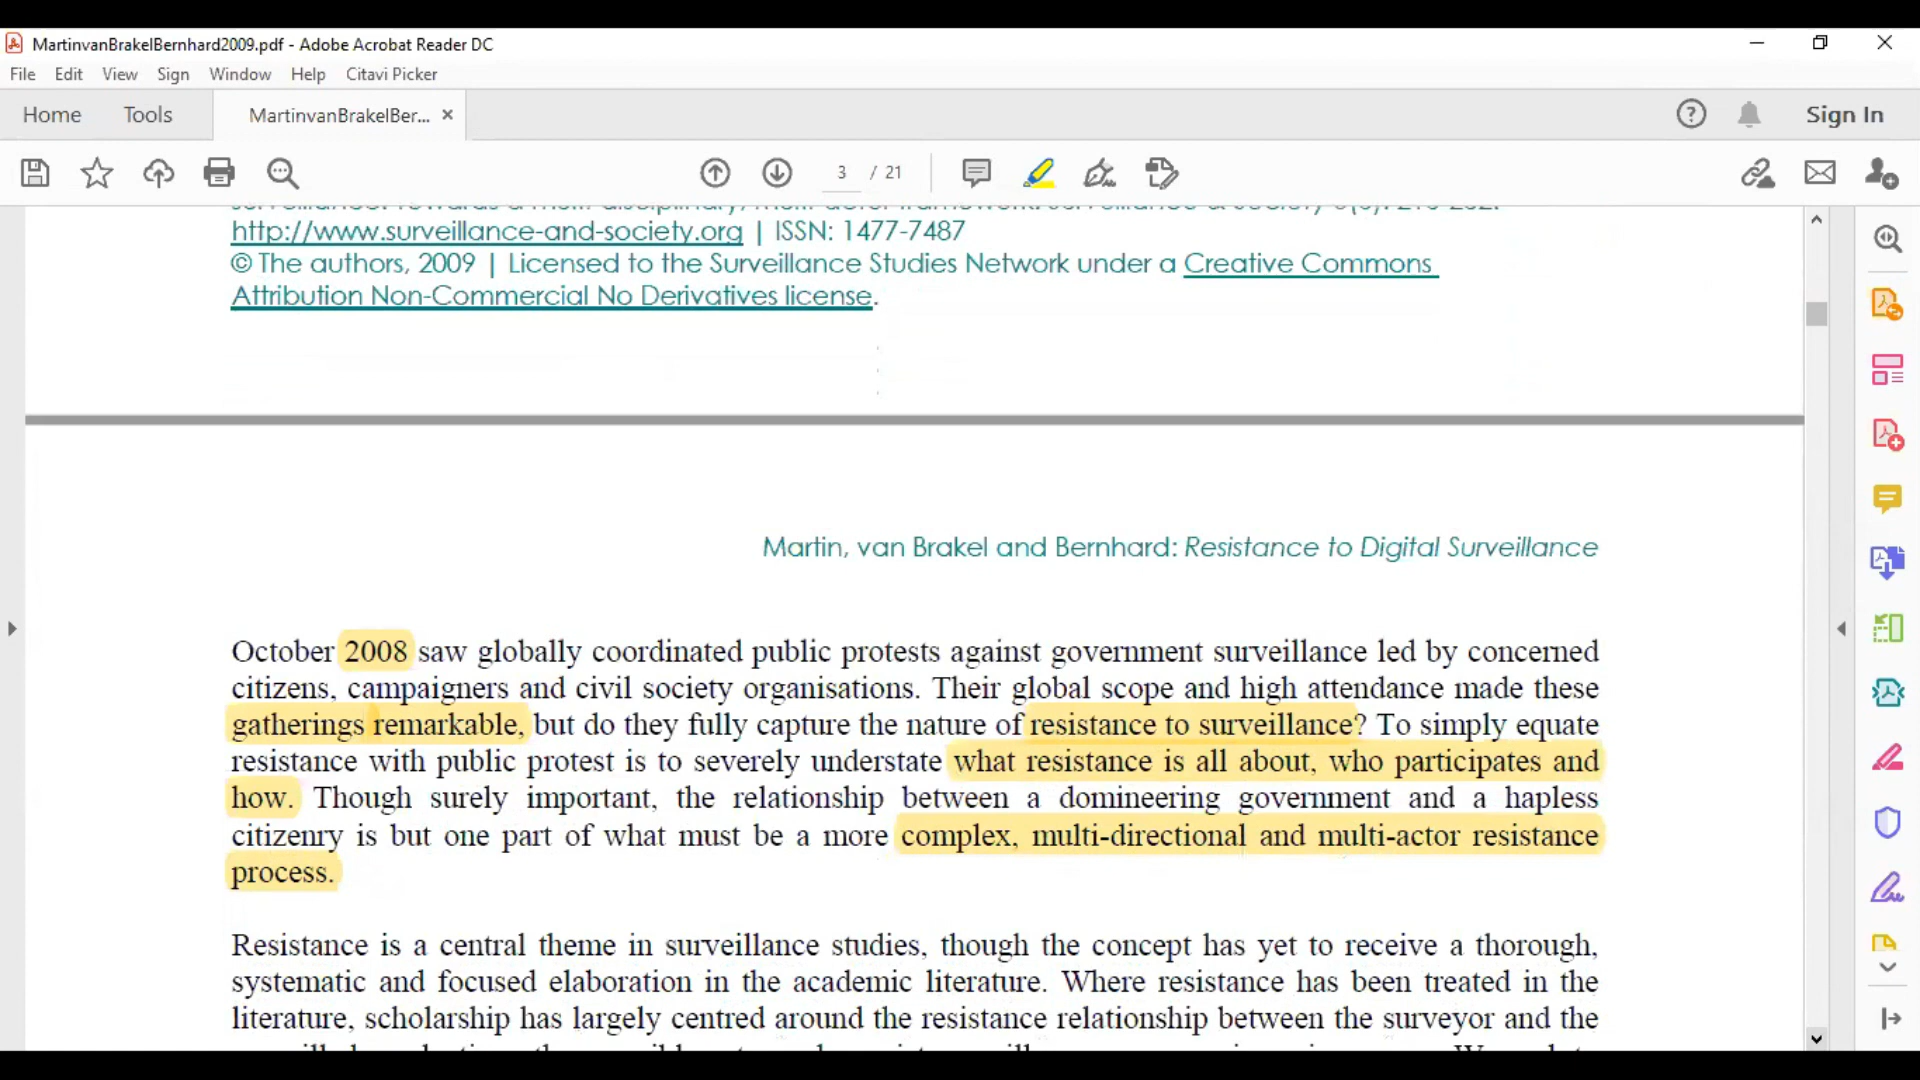 MartinvanBrakelBernhard2009.pdf - Adobe Acrobat Reader DC
File Edit View Sign Window Help Citavi Picker
Home Tools MartinvanBrakelBer... × Sign In
3 / 21
http://www.surveillance-and-society.org | ISSN: 1477-7487
© The authors, 2009 | Licensed to the Surveillance Studies Network under a Creative Commons
Attribution Non-Commercial No Derivatives license.
Martin, van Brakel and Bernhard: Resistance to Digital Surveillance
October 2008 saw globally coordinated public protests against government surveillance led by concerned
citizens, campaigners and civil society organisations. Their global scope and high attendance made these
gatherings remarkable, but do they fully capture the nature of resistance to surveillance? To simply equate
resistance with public protest is to severely understate what resistance is all about, who participates and
how. Though surely important, the relationship between a domineering government and a hapless
citizenry is but one part of what must be a more complex, multi-directional and multi-actor resistance
process.
Resistance is a central theme in surveillance studies, though the concept has yet to receive a thorough,
systematic and focused elaboration in the academic literature. Where resistance has been treated in the
literature, scholarship has largely centred around the resistance relationship between the surveyor and the